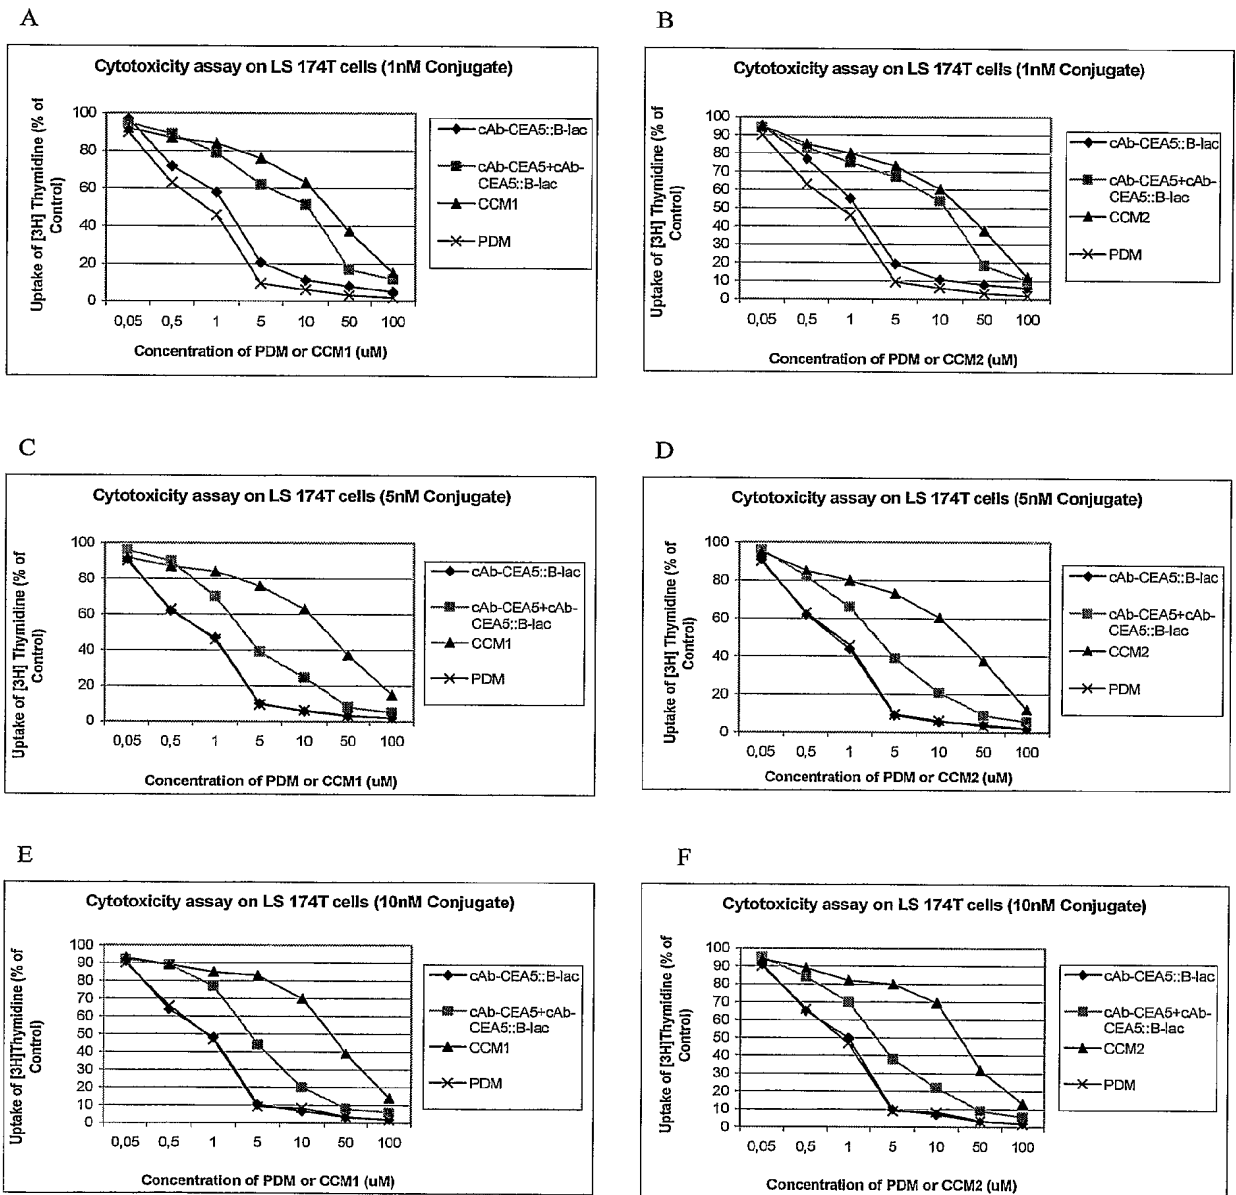 A
Cytotoxicity assay on LS 174T cells (1nM Conjugate)
Uptake of [3H] Thymidine (% of
Control)
100
80
60
40
20
0
0,05 0,5 1 5 10 50 100
Concentration of PDM or CCM1 (uM)
cAb-CEA5::B-lac
cAb-CEA5+cAb-
CEA5::B-lac
CCM1
PDM
B
Cytotoxicity assay on LS 174T cells (1nM Conjugate)
Uptake of [3H] Thymidine (% of
Control)
100
90
80
70
60
50
40
30
20
10
0
0,05 0,5 1 5 10 50 100
Concentration of PDM or CCM2 (uM)
cAb-CEA5::B-lac
cAb-CEA5+cAb-
CEA5::B-lac
CCM2
PDM
C
Cytotoxicity assay on LS 174T cells (5nM Conjugate)
Uptake of [3H] Thymidine (% of
Control)
100
80
60
40
20
0
0,05 0,5 1 5 10 50 100
Concentration of PDM or CCM1 (uM)
cAb-CEA5::B-lac
cAb-CEA5+cAb-
CEA5::B-lac
CCM1
PDM
D
Cytotoxicity assay on LS 174T cells (5nM Conjugate)
Uptake of [3H] Thymidine (% of
Control)
100
80
60
40
20
0
0,05 0,5 1 5 10 50 100
Concentration of PDM or CCM2 (uM)
cAb-CEA5::B-lac
cAb-CEA5+cAb-
CEA5::B-lac
CCM2
PDM
E
Cytotoxicity assay on LS 174T cells (10nM Conjugate)
Uptake of [3H]Thymidine (% of
Control)
100
90
80
70
60
50
40
30
20
10
0
0,05 0,5 1 5 10 50 100
Concentration of PDM or CCM1 (uM)
cAb-CEA5::B-lac
cAb-CEA5+cAb-
CEA5::B-lac
CCM1
PDM
F
Cytotoxicity assay on LS 174T cells (10nM Conjugate)
Uptake of [3H]Thymidine (% of
Control)
100
90
80
70
60
50
40
30
20
10
0
0,05 0,5 1 5 10 50 100
Concentration of PDM or CCM2 (uM)
cAb-CEA5::B-lac
cAb-CEA5+cAb-
CEA5::B-lac
CCM2
PDM